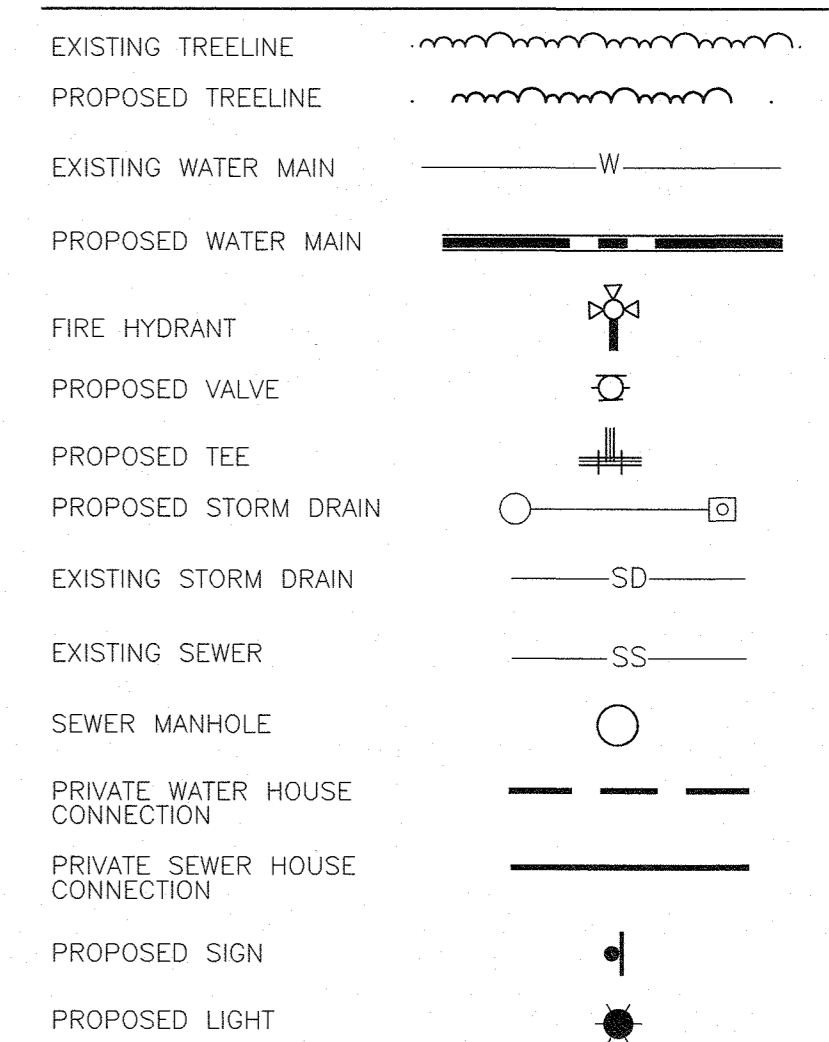 EXISTING TREELINE
PROPOSED TREELINE
EXISTING WATER MAIN
W
PROPOSED WATER MAIN
FIRE HYDRANT
PROPOSED VALVE
PROPOSED TEE
PROPOSED STORM DRAIN
EXISTING STORM DRAIN
SD
EXISTING SEWER
SS
SEWER MANHOLE
PRIVATE WATER HOUSE
CONNECTION
PRIVATE SEWER HOUSE
CONNECTION
PROPOSED SIGN
PROPOSED LIGHT